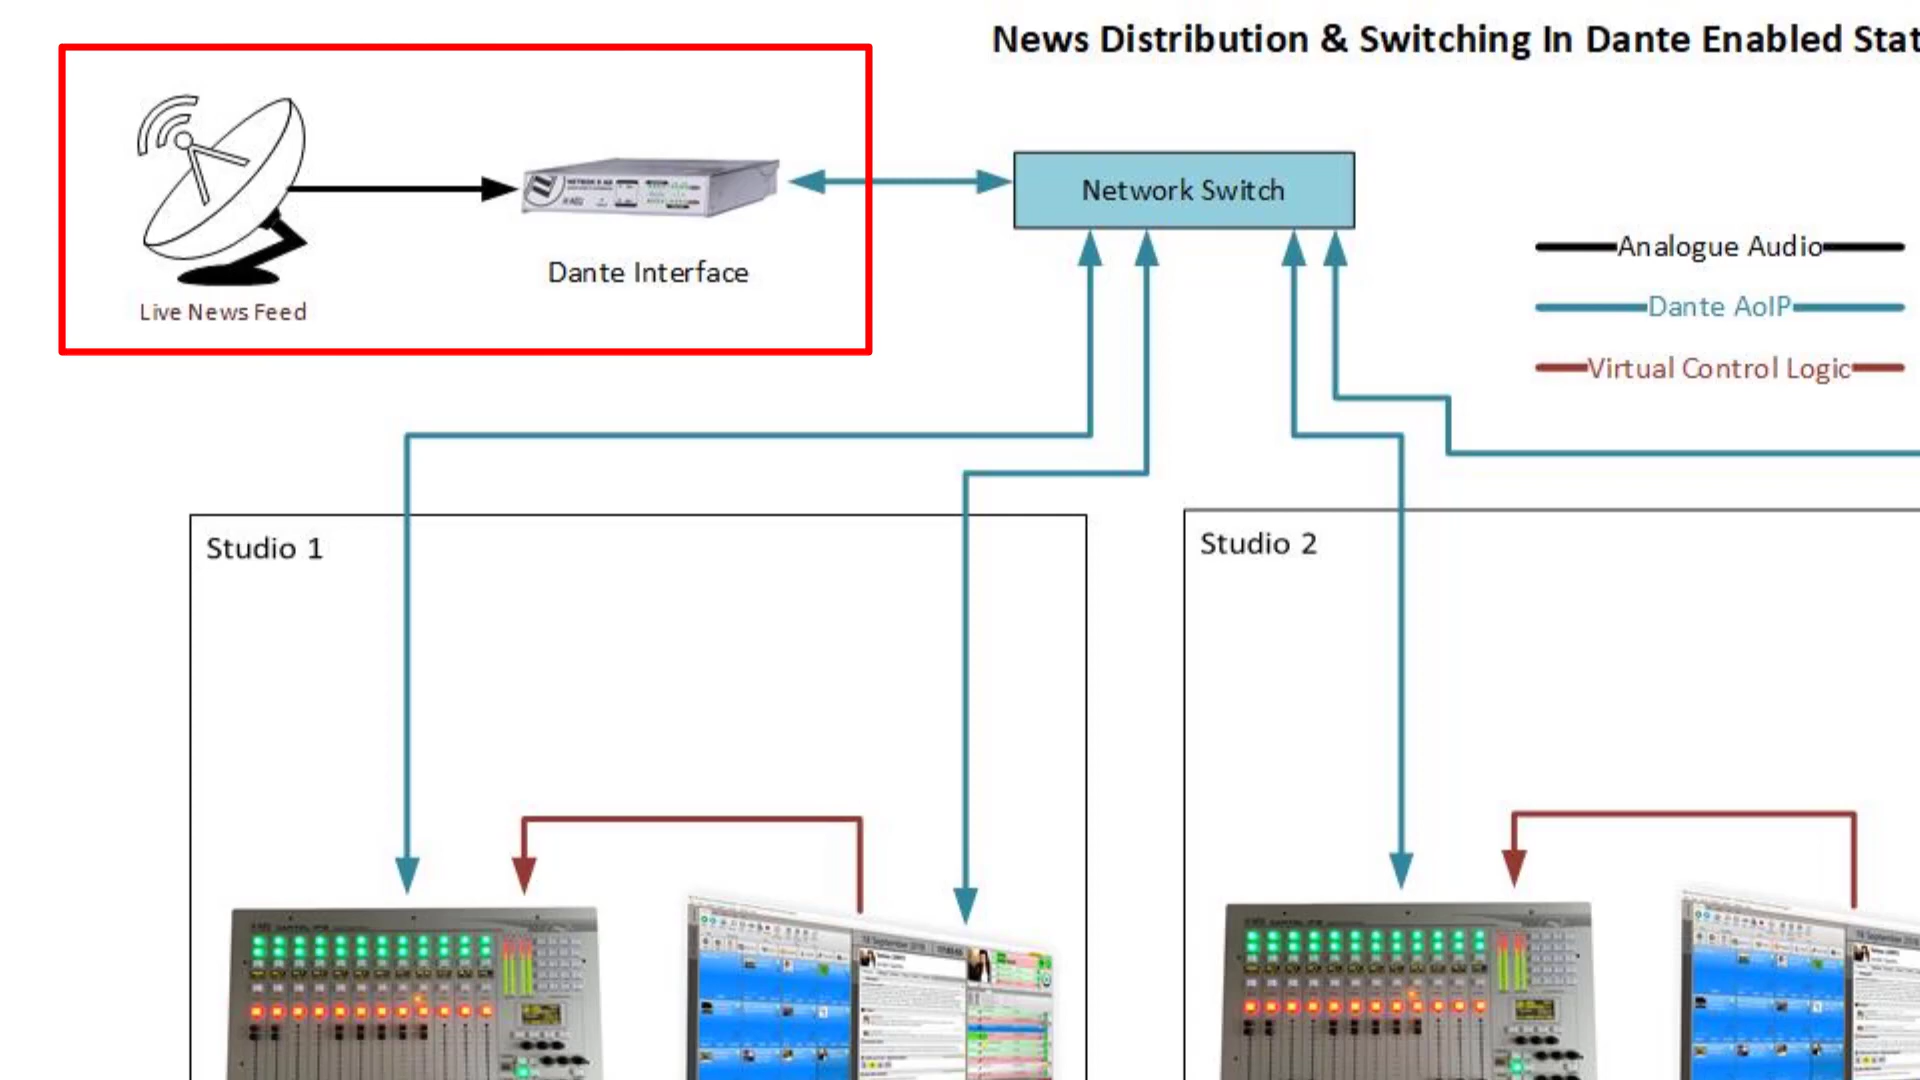 News Distribution & Switching In Dante Enabled Stat
Network Switch
Dante Interface
Live News Feed
Analogue Audio
Dante AoIP
Virtual Control Logic
Studio 1
Studio 2